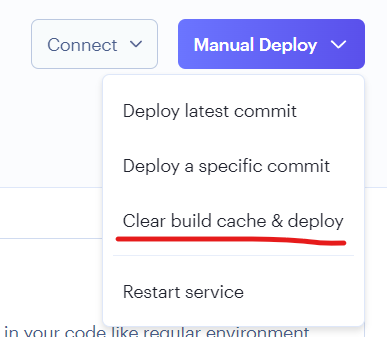 Connect
Manual Deploy
Deploy latest commit
Deploy a specific commit
Clear build cache & deploy
Restart service
in your code like regular environment